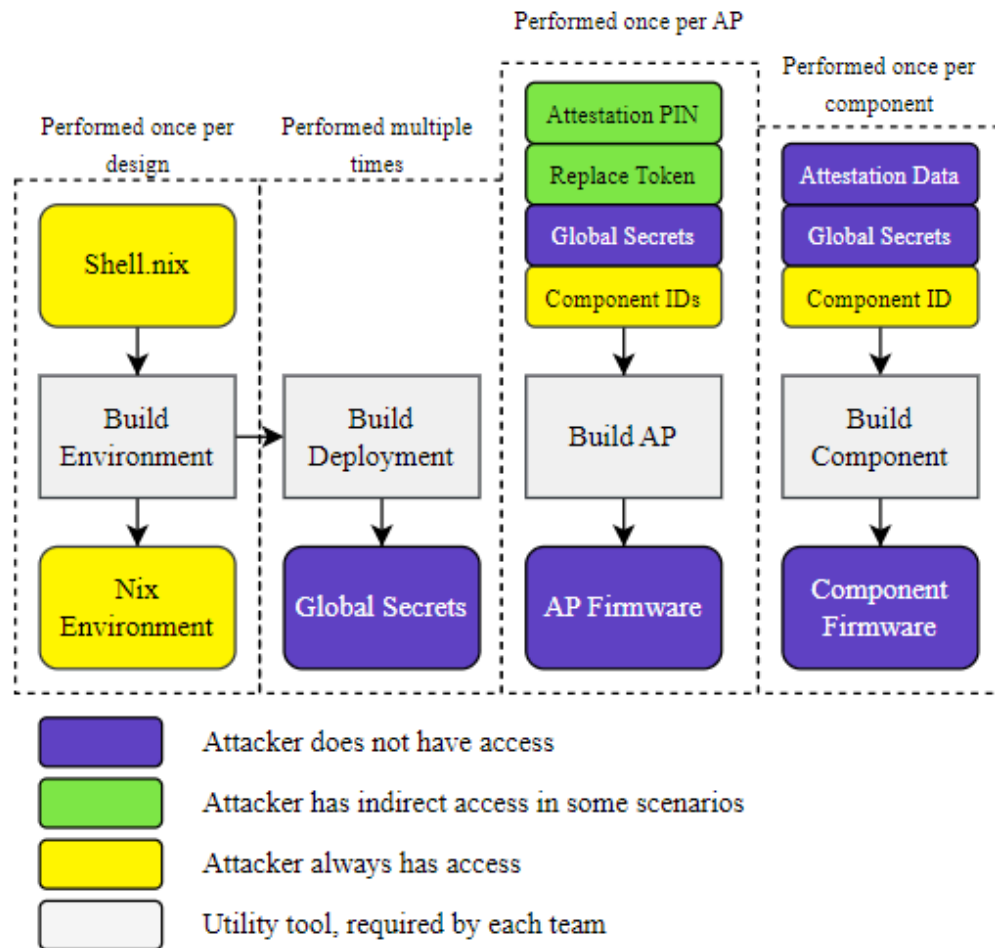 Performed once per AP
Performed once per
component
Performed once per
design
Performed multiple
times
Shell.nix
Build
Environment
Nix
Environment
Build
Deployment
Global Secrets
Attestation PIN
Replace Token
Global Secrets
Component IDs
Build AP
AP Firmware
Attestation Data
Global Secrets
Component ID
Build
Component
Component
Firmware
Attacker does not have access
Attacker has indirect access in some scenarios
Attacker always has access
Utility tool, required by each team